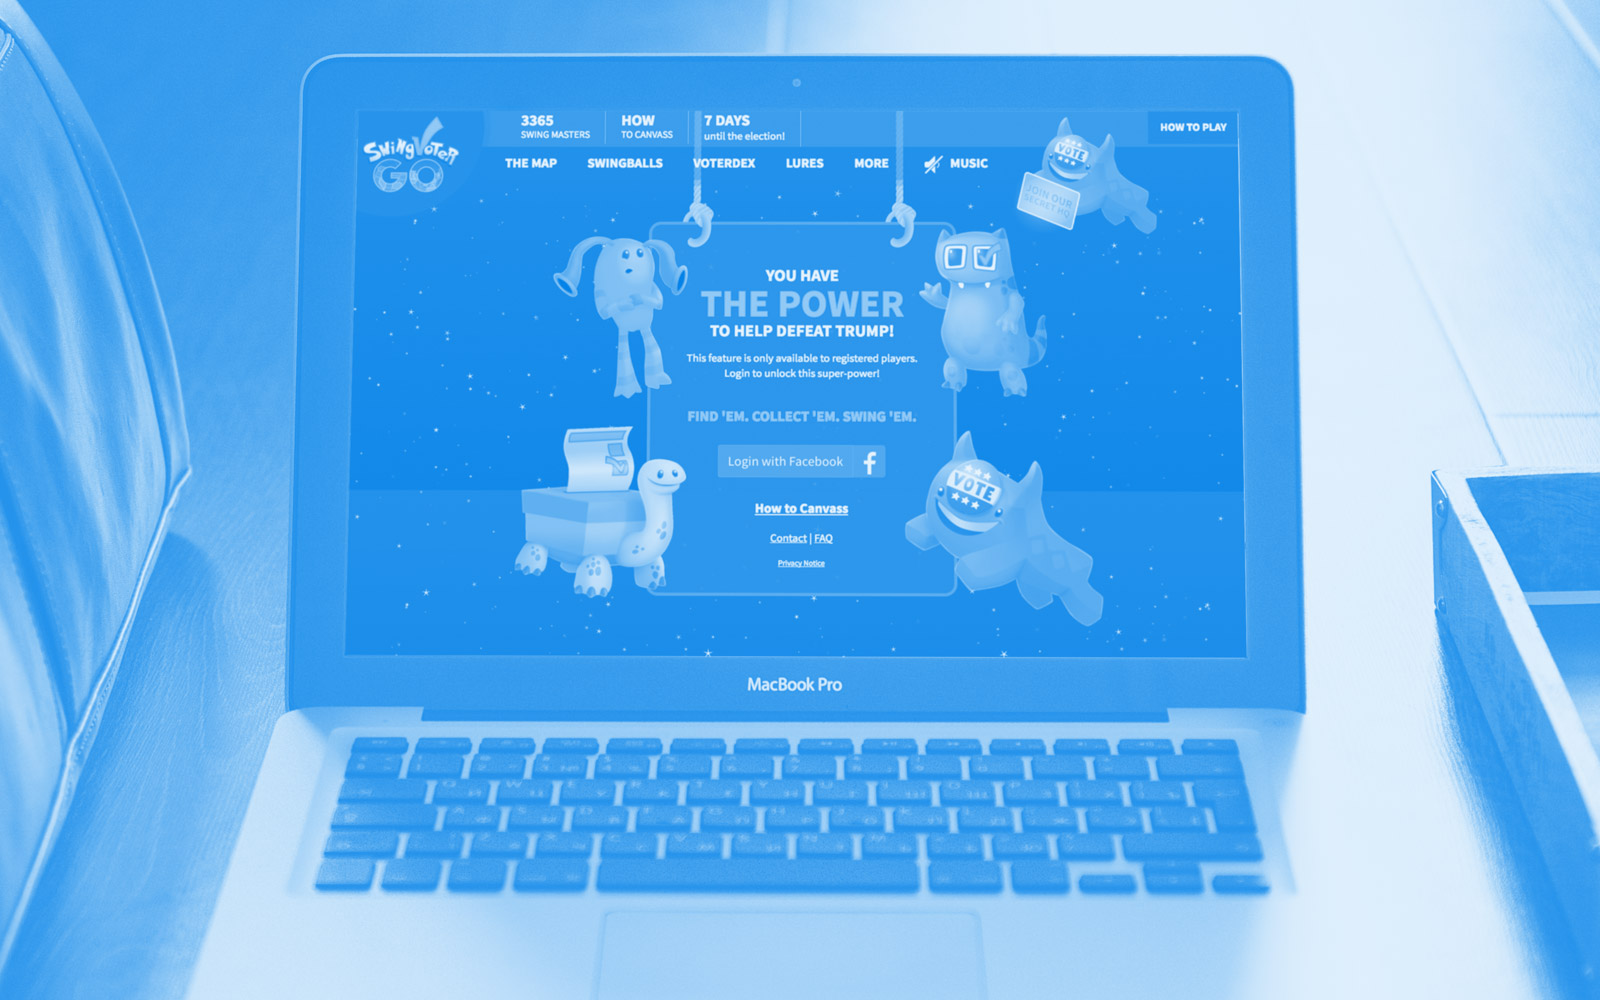 SWiNgVoTeR
GO
3365
SWING MASTERS
HOW
TO CANVASS
7 DAYS
until the election!
HOW TO PLAY
THE MAP
SWINGBALLS
VOTERDEX
LURES
MORE
MUSIC
VOTE
JOIN OUR
SECRET HQ
YOU HAVE
THE POWER
TO HELP DEFEAT TRUMP!
This feature is only available to registered players.
Login to unlock this super-power!
FIND 'EM. COLLECT 'EM. SWING 'EM.
Login with Facebook f
VOTE
How to Canvass
Contact | FAQ
Privacy Notice
MacBook Pro